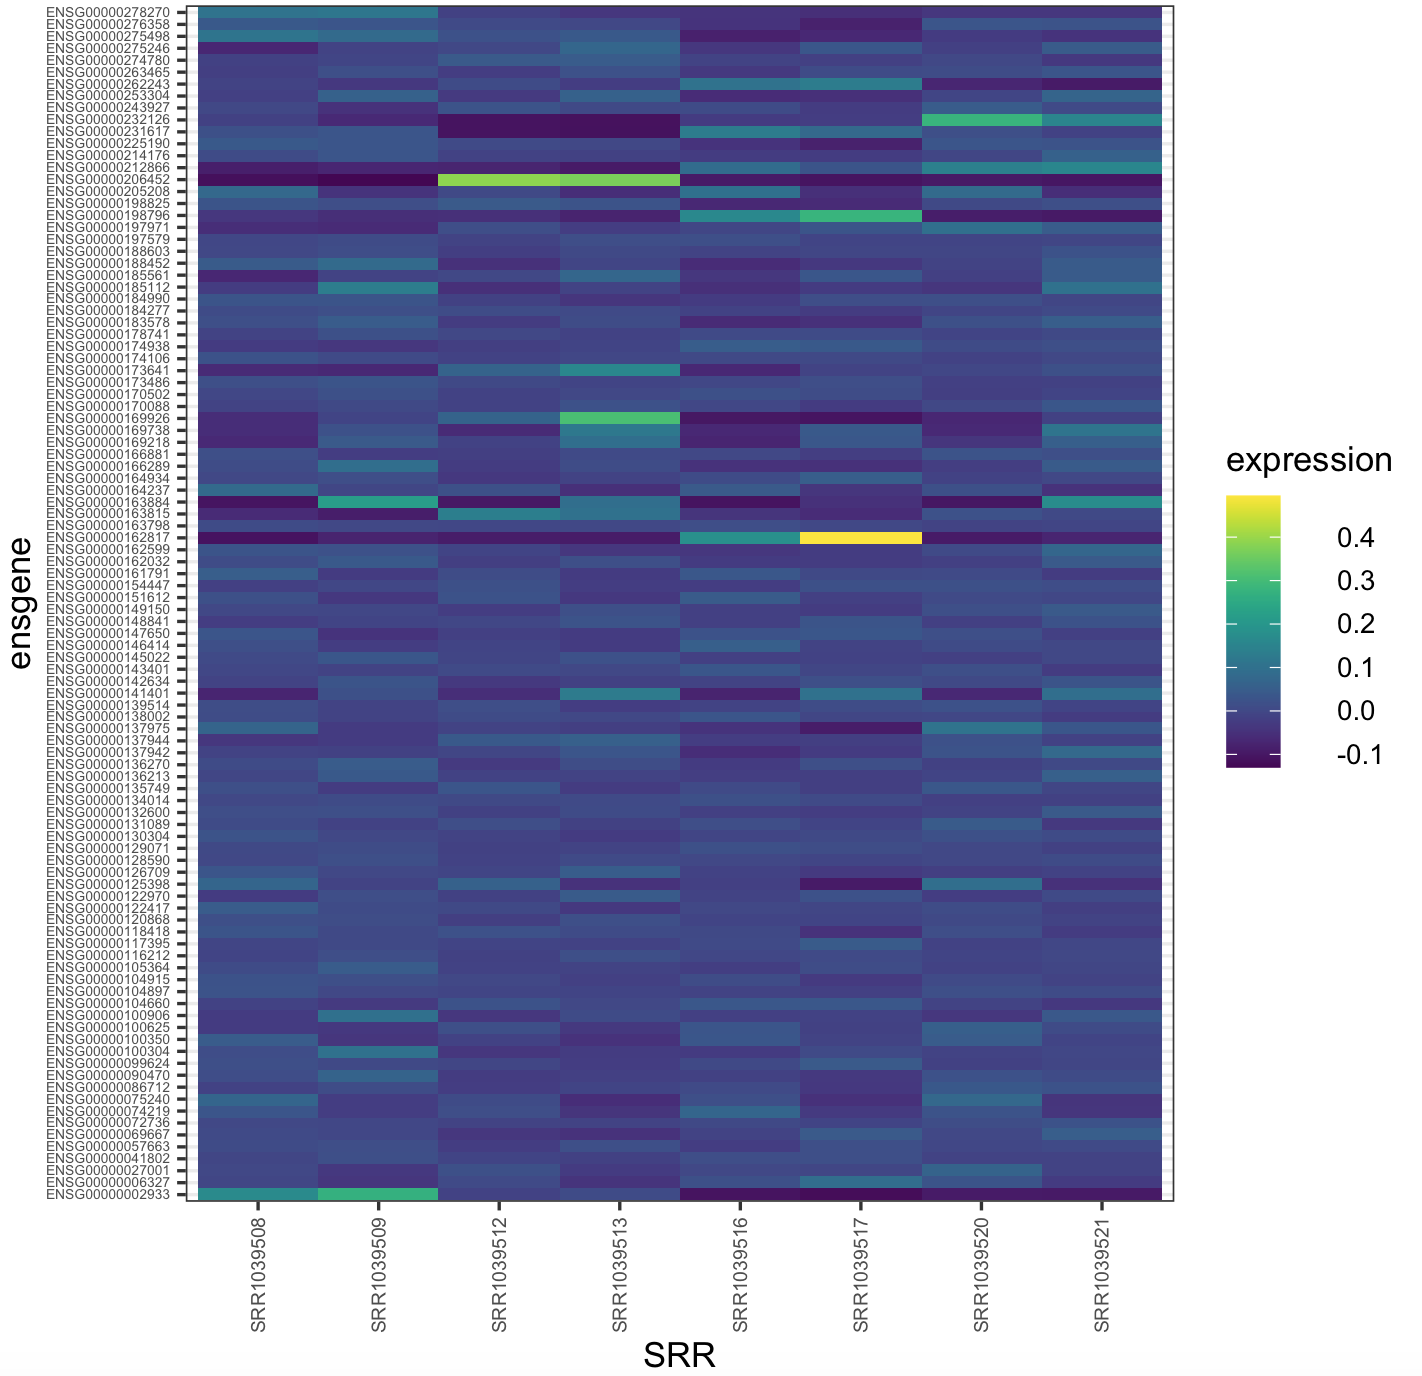 ENSG00000278270
ENSG00000276358
ENSG00000275498
ENSG00000275246
ENSG00000274780
ENSG00000263465
ENSG00000262243
ENSG00000253304
ENSG00000243927
ENSG00000232126
ENSG00000231617
ENSG00000225190
ENSG00000214176
ENSG00000212866
ENSG00000206452
ENSG00000205208
ENSG00000198825
ENSG00000198796
ENSG00000197971
ENSG00000197579
ENSG00000188603
ENSG00000188452
ENSG00000185561
ENSG00000185112
ENSG00000184990
ENSG00000184277
ENSG00000183578
ENSG00000178741
ENSG00000174938
ENSG00000174106
ENSG00000173641
ENSG00000173486
ENSG00000170502
ENSG00000170088
ENSG00000169926
ENSG00000169738
ENSG00000169218
ENSG00000166881
ENSG00000166289
ENSG00000164934
ENSG00000164237
ENSG00000163884
ENSG00000163815
ENSG00000163798
ENSG00000162817
ENSG00000162599
ENSG00000162032
ENSG00000161791
ENSG00000154447
ENSG00000151612
ENSG00000149150
ENSG00000148841
ENSG00000147650
ENSG00000146414
ENSG00000145022
ENSG00000143401
ENSG00000142634
ENSG00000141401
ENSG00000139514
ENSG00000138002
ENSG00000137975
ENSG00000137944
ENSG00000137942
ENSG00000136270
ENSG00000136213
ENSG00000135749
ENSG00000134014
ENSG00000132600
ENSG00000131089
ENSG00000130304
ENSG00000129071
ENSG00000128590
ENSG00000126709
ENSG00000125398
ENSG00000122970
ENSG00000122417
ENSG00000120868
ENSG00000118418
ENSG00000117395
ENSG00000116212
ENSG00000105364
ENSG00000104915
ENSG00000104897
ENSG00000104660
ENSG00000100906
ENSG00000100625
ENSG00000100350
ENSG00000100304
ENSG00000099624
ENSG00000090470
ENSG00000086712
ENSG00000075240
ENSG00000074219
ENSG00000072736
ENSG00000069667
ENSG00000057663
ENSG00000041802
ENSG00000027001
ENSG00000006327
ENSG00000002933
ensgene
SRR1039508
SRR1039509
SRR1039512
SRR1039513
SRR1039516
SRR1039517
SRR1039520
SRR1039521
SRR
expression
0.4
0.3
0.2
0.1
0.0
-0.1